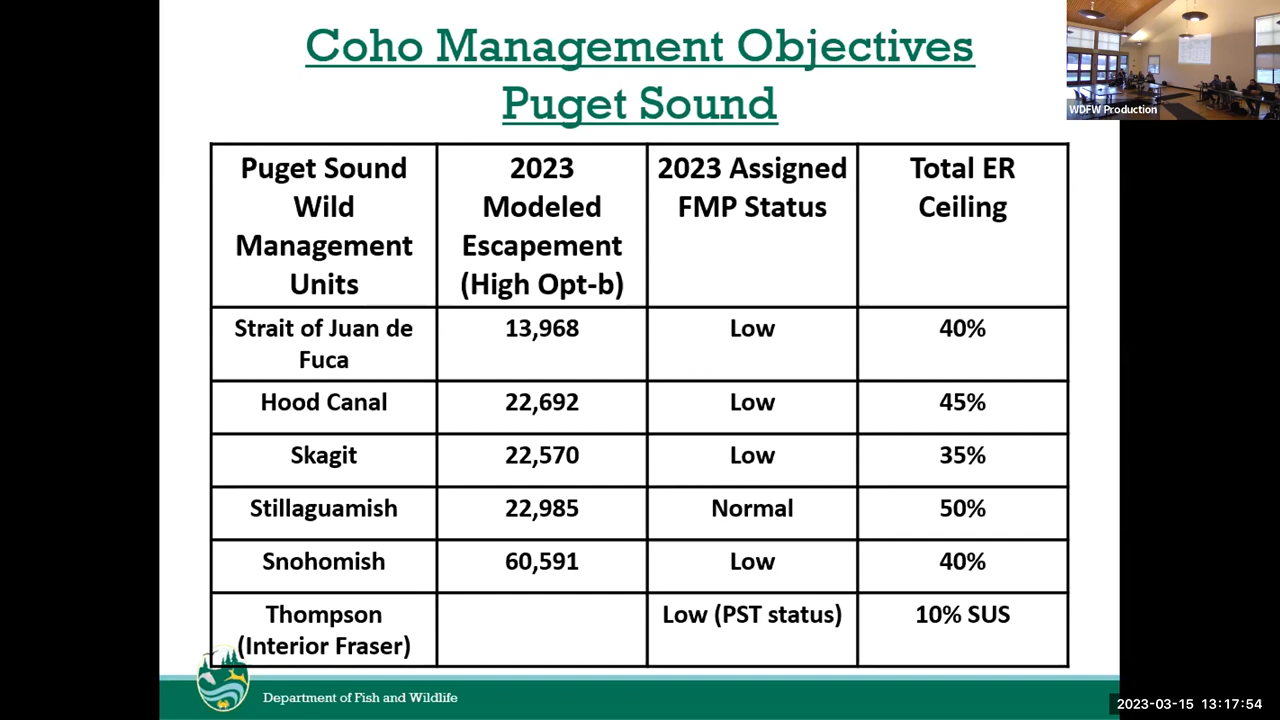 Coho Management Objectives
Puget Sound
WDFW Production
Puget Sound
Wild
Management
Units
2023
Modeled
Escapement
(High Opt-b)
2023 Assigned
FMP Status
Total ER
Ceiling
Strait of Juan de
Fuca
13,968
Low
40%
Hood Canal
22,692
Low
45%
Skagit
22,570
Low
35%
Stillaguamish
22,985
Normal
50%
Snohomish
60,591
Low
40%
Thompson
(Interior Fraser)
Low (PST status)
10% SUS
Department of Fish and Wildlife
2023-03-15 13:17:54